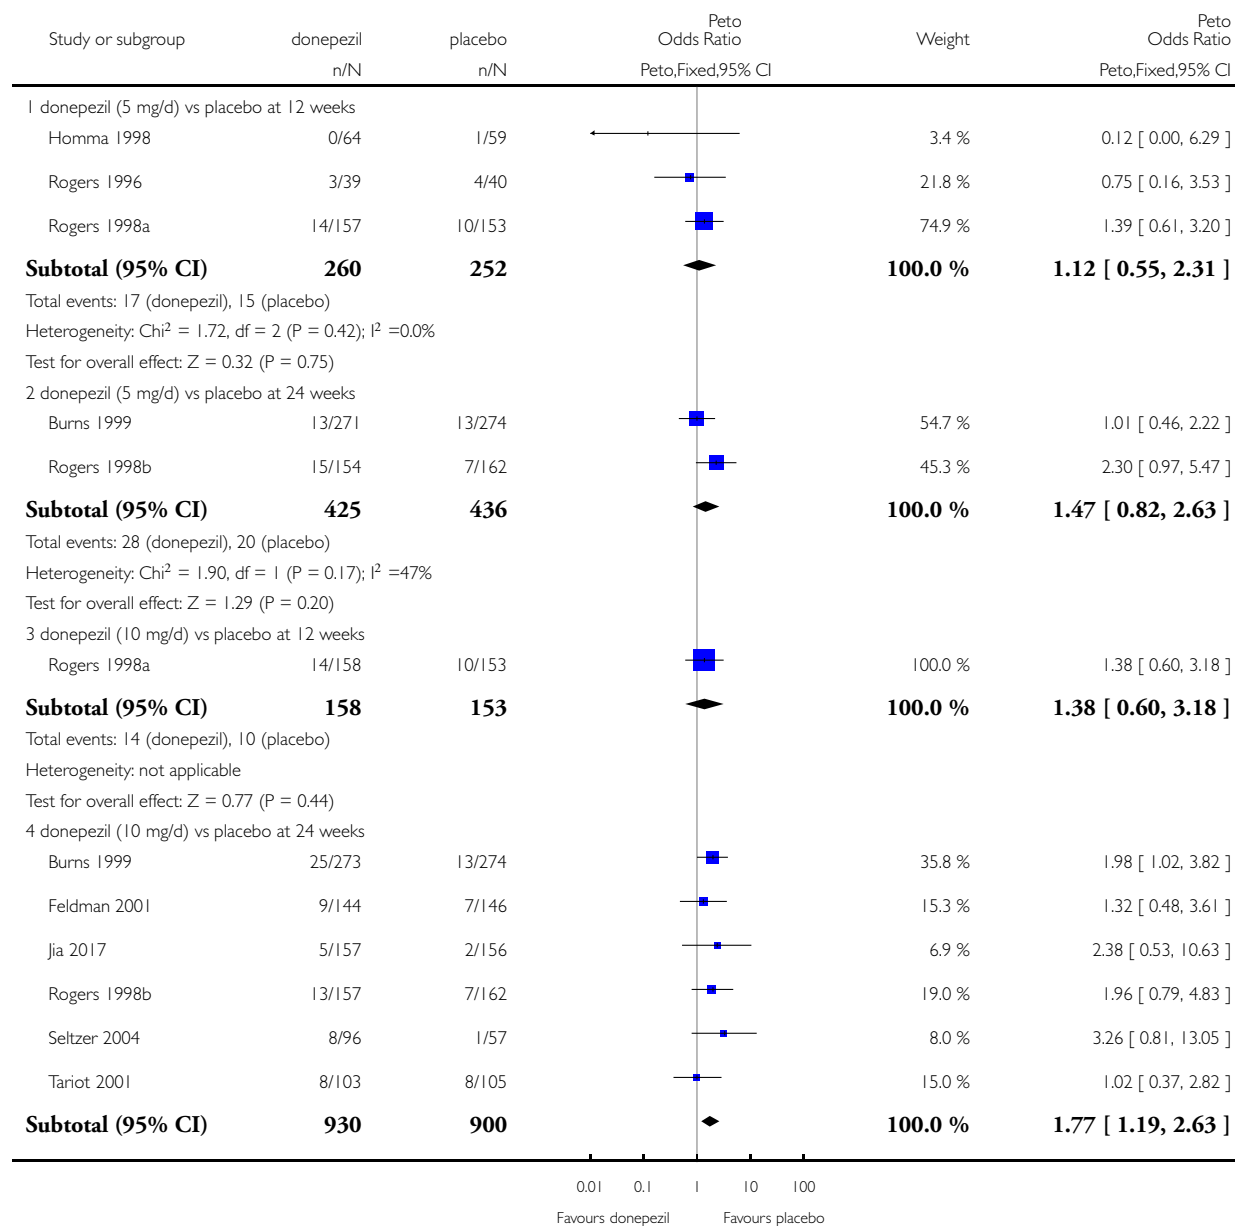 Study or subgroup donepezil placebo Peto Odds Ratio Weight Peto Odds Ratio
n/N n/N Peto,Fixed,95% CI Peto,Fixed,95% CI
1 donepezil (5 mg/d) vs placebo at 12 weeks
Homma 1998 0/64 1/59 3.4 % 0.12 [ 0.00, 6.29 ]
Rogers 1996 3/39 4/40 21.8 % 0.75 [ 0.16, 3.53 ]
Rogers 1998a 14/157 10/153 74.9 % 1.39 [ 0.61, 3.20 ]
Subtotal (95% CI) 260 252 100.0 % 1.12 [ 0.55, 2.31 ]
Total events: 17 (donepezil), 15 (placebo)
Heterogeneity: Chi² = 1.72, df = 2 (P = 0.42); I² =0.0%
Test for overall effect: Z = 0.32 (P = 0.75)
2 donepezil (5 mg/d) vs placebo at 24 weeks
Burns 1999 13/271 13/274 54.7 % 1.01 [ 0.46, 2.22 ]
Rogers 1998b 15/154 7/162 45.3 % 2.30 [ 0.97, 5.47 ]
Subtotal (95% CI) 425 436 100.0 % 1.47 [ 0.82, 2.63 ]
Total events: 28 (donepezil), 20 (placebo)
Heterogeneity: Chi² = 1.90, df = 1 (P = 0.17); I² =47%
Test for overall effect: Z = 1.29 (P = 0.20)
3 donepezil (10 mg/d) vs placebo at 12 weeks
Rogers 1998a 14/158 10/153 100.0 % 1.38 [ 0.60, 3.18 ]
Subtotal (95% CI) 158 153 100.0 % 1.38 [ 0.60, 3.18 ]
Total events: 14 (donepezil), 10 (placebo)
Heterogeneity: not applicable
Test for overall effect: Z = 0.77 (P = 0.44)
4 donepezil (10 mg/d) vs placebo at 24 weeks
Burns 1999 25/273 13/274 35.8 % 1.98 [ 1.02, 3.82 ]
Feldman 2001 9/144 7/146 15.3 % 1.32 [ 0.48, 3.61 ]
Jia 2017 5/157 2/156 6.9 % 2.38 [ 0.53, 10.63 ]
Rogers 1998b 13/157 7/162 19.0 % 1.96 [ 0.79, 4.83 ]
Seltzer 2004 8/96 1/57 8.0 % 3.26 [ 0.81, 13.05 ]
Tariot 2001 8/103 8/105 15.0 % 1.02 [ 0.37, 2.82 ]
Subtotal (95% CI) 930 900 100.0 % 1.77 [ 1.19, 2.63 ]
0.01 0.1 1 10 100
Favours donepezil Favours placebo